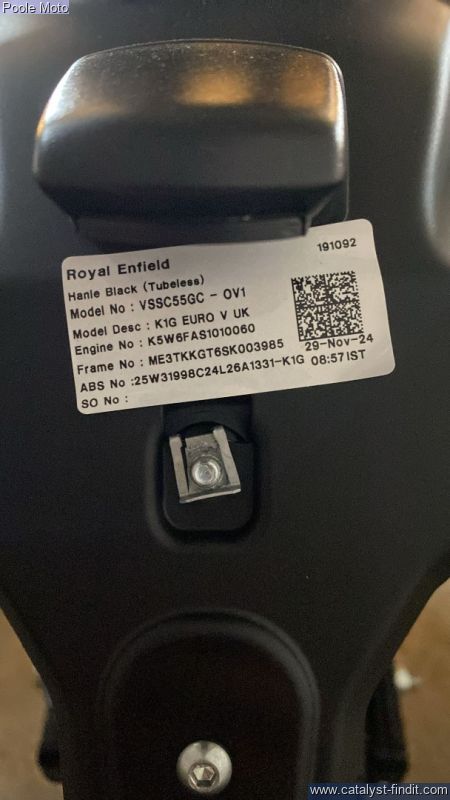 Poole Moto
Royal Enfield
191092
Hanle Black (Tubeless)
Model No : VSSC55GC - 0V1
Model Desc : K1G EURO V UK
Engine No : K5W6FAS1010060
Frame No : ME3TKKGT6SK003985
29-Nov-24
ABS No :25W31998C24L26A1331-K1G
08:57IST
SO No :
www.catalyst-findit.com